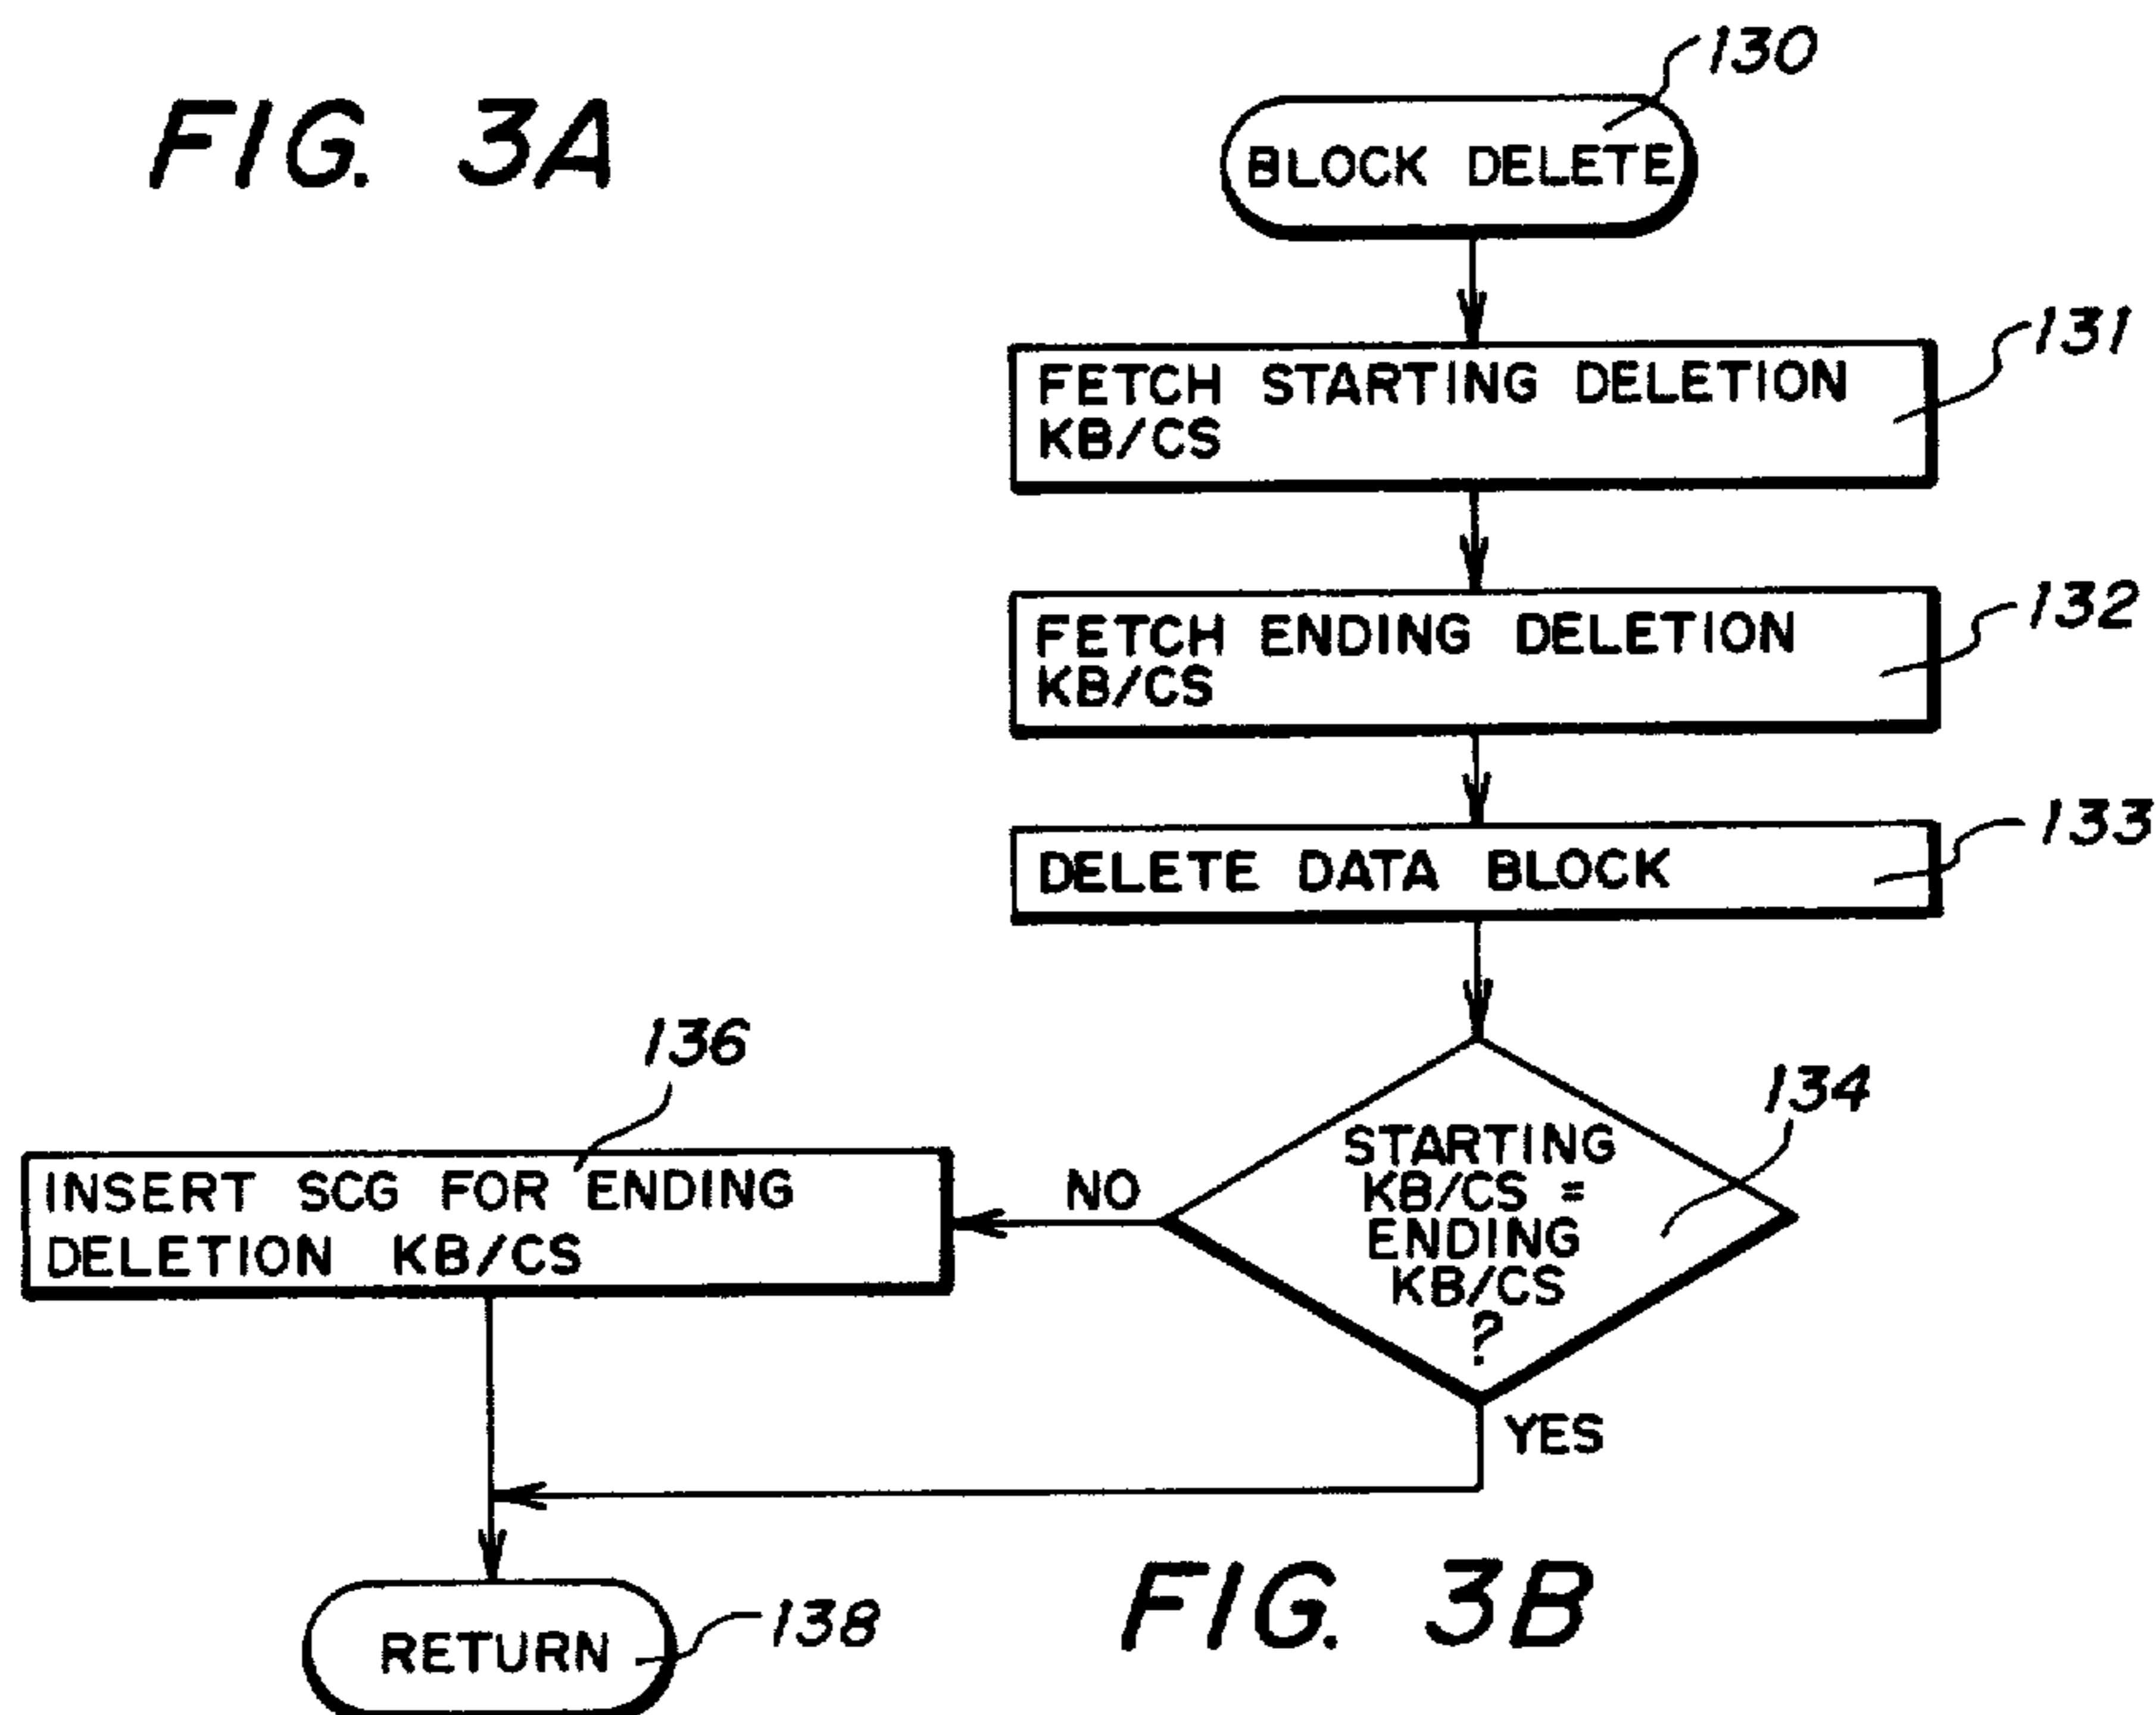 FIG. 3A
130
BLOCK DELETE
131
FETCH STARTING DELETION
KB/CS
132
FETCH ENDING DELETION
KB/CS
133
DELETE DATA BLOCK
134
STARTING
KB/CS =
ENDING
KB/CS
?
NO
YES
136
INSERT SCG FOR ENDING
DELETION KB/CS
138
RETURN
FIG. 3B